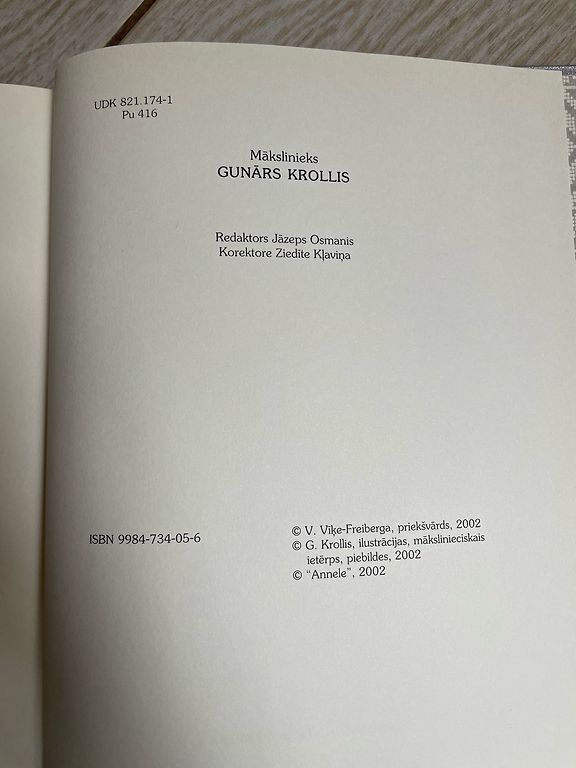 UDK 821.174-1
Pu 416
Mākslinieks
GUNĀRS KROLLIS
Redaktors Jāzeps Osmanis
Korektore Ziedīte Kļaviņa
ISBN 9984-734-05-6
© V. Vīķe-Freiberga, priekšvārds, 2002
© G. Krollis, ilustrācijas, mākslinieciskais
ietērps, piebildes, 2002
© "Annele", 2002